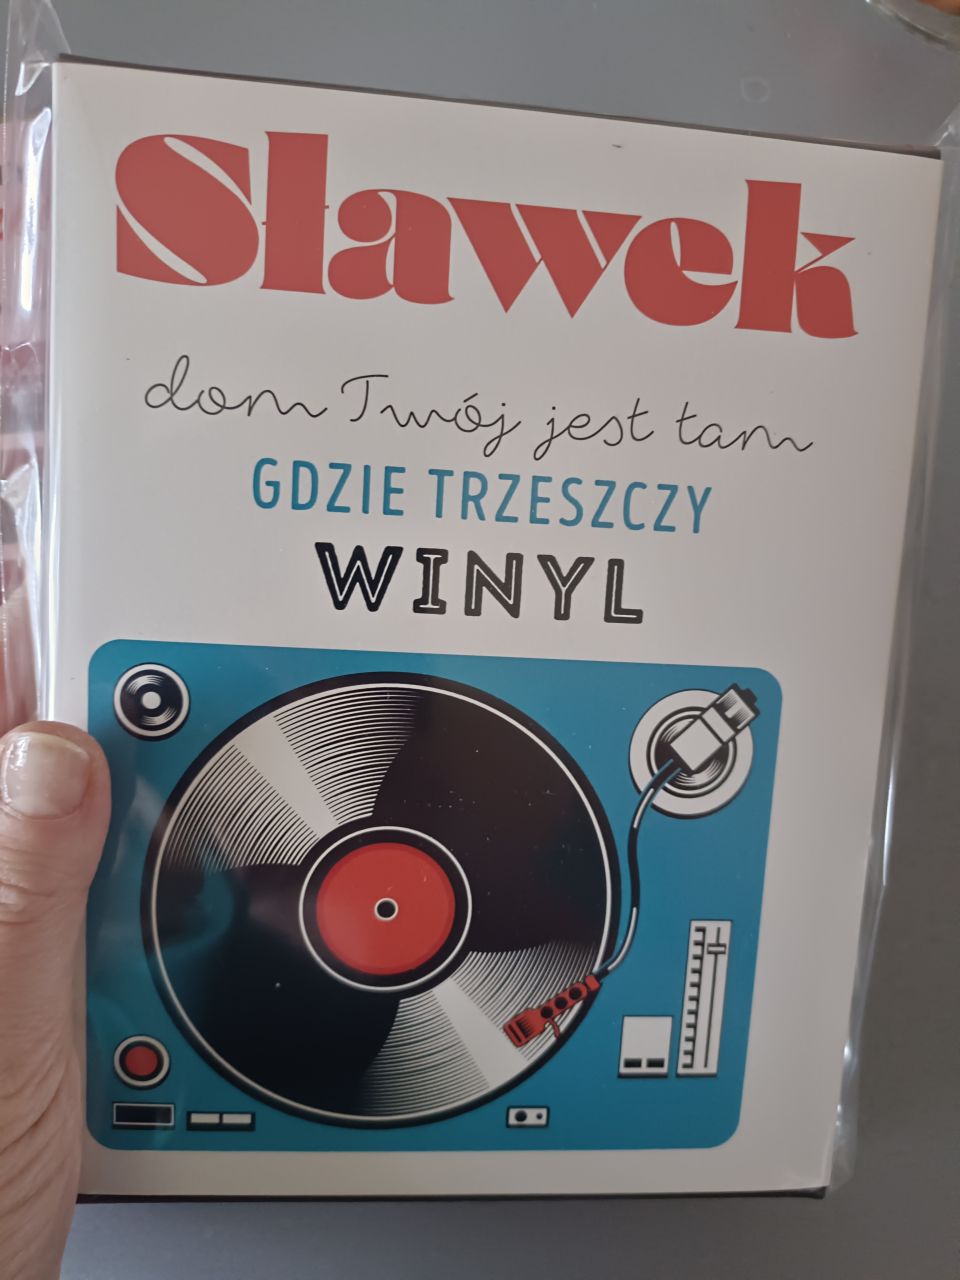 Sławek
dom Twój jest tam
GDZIE TRZESZCZY
WINYL